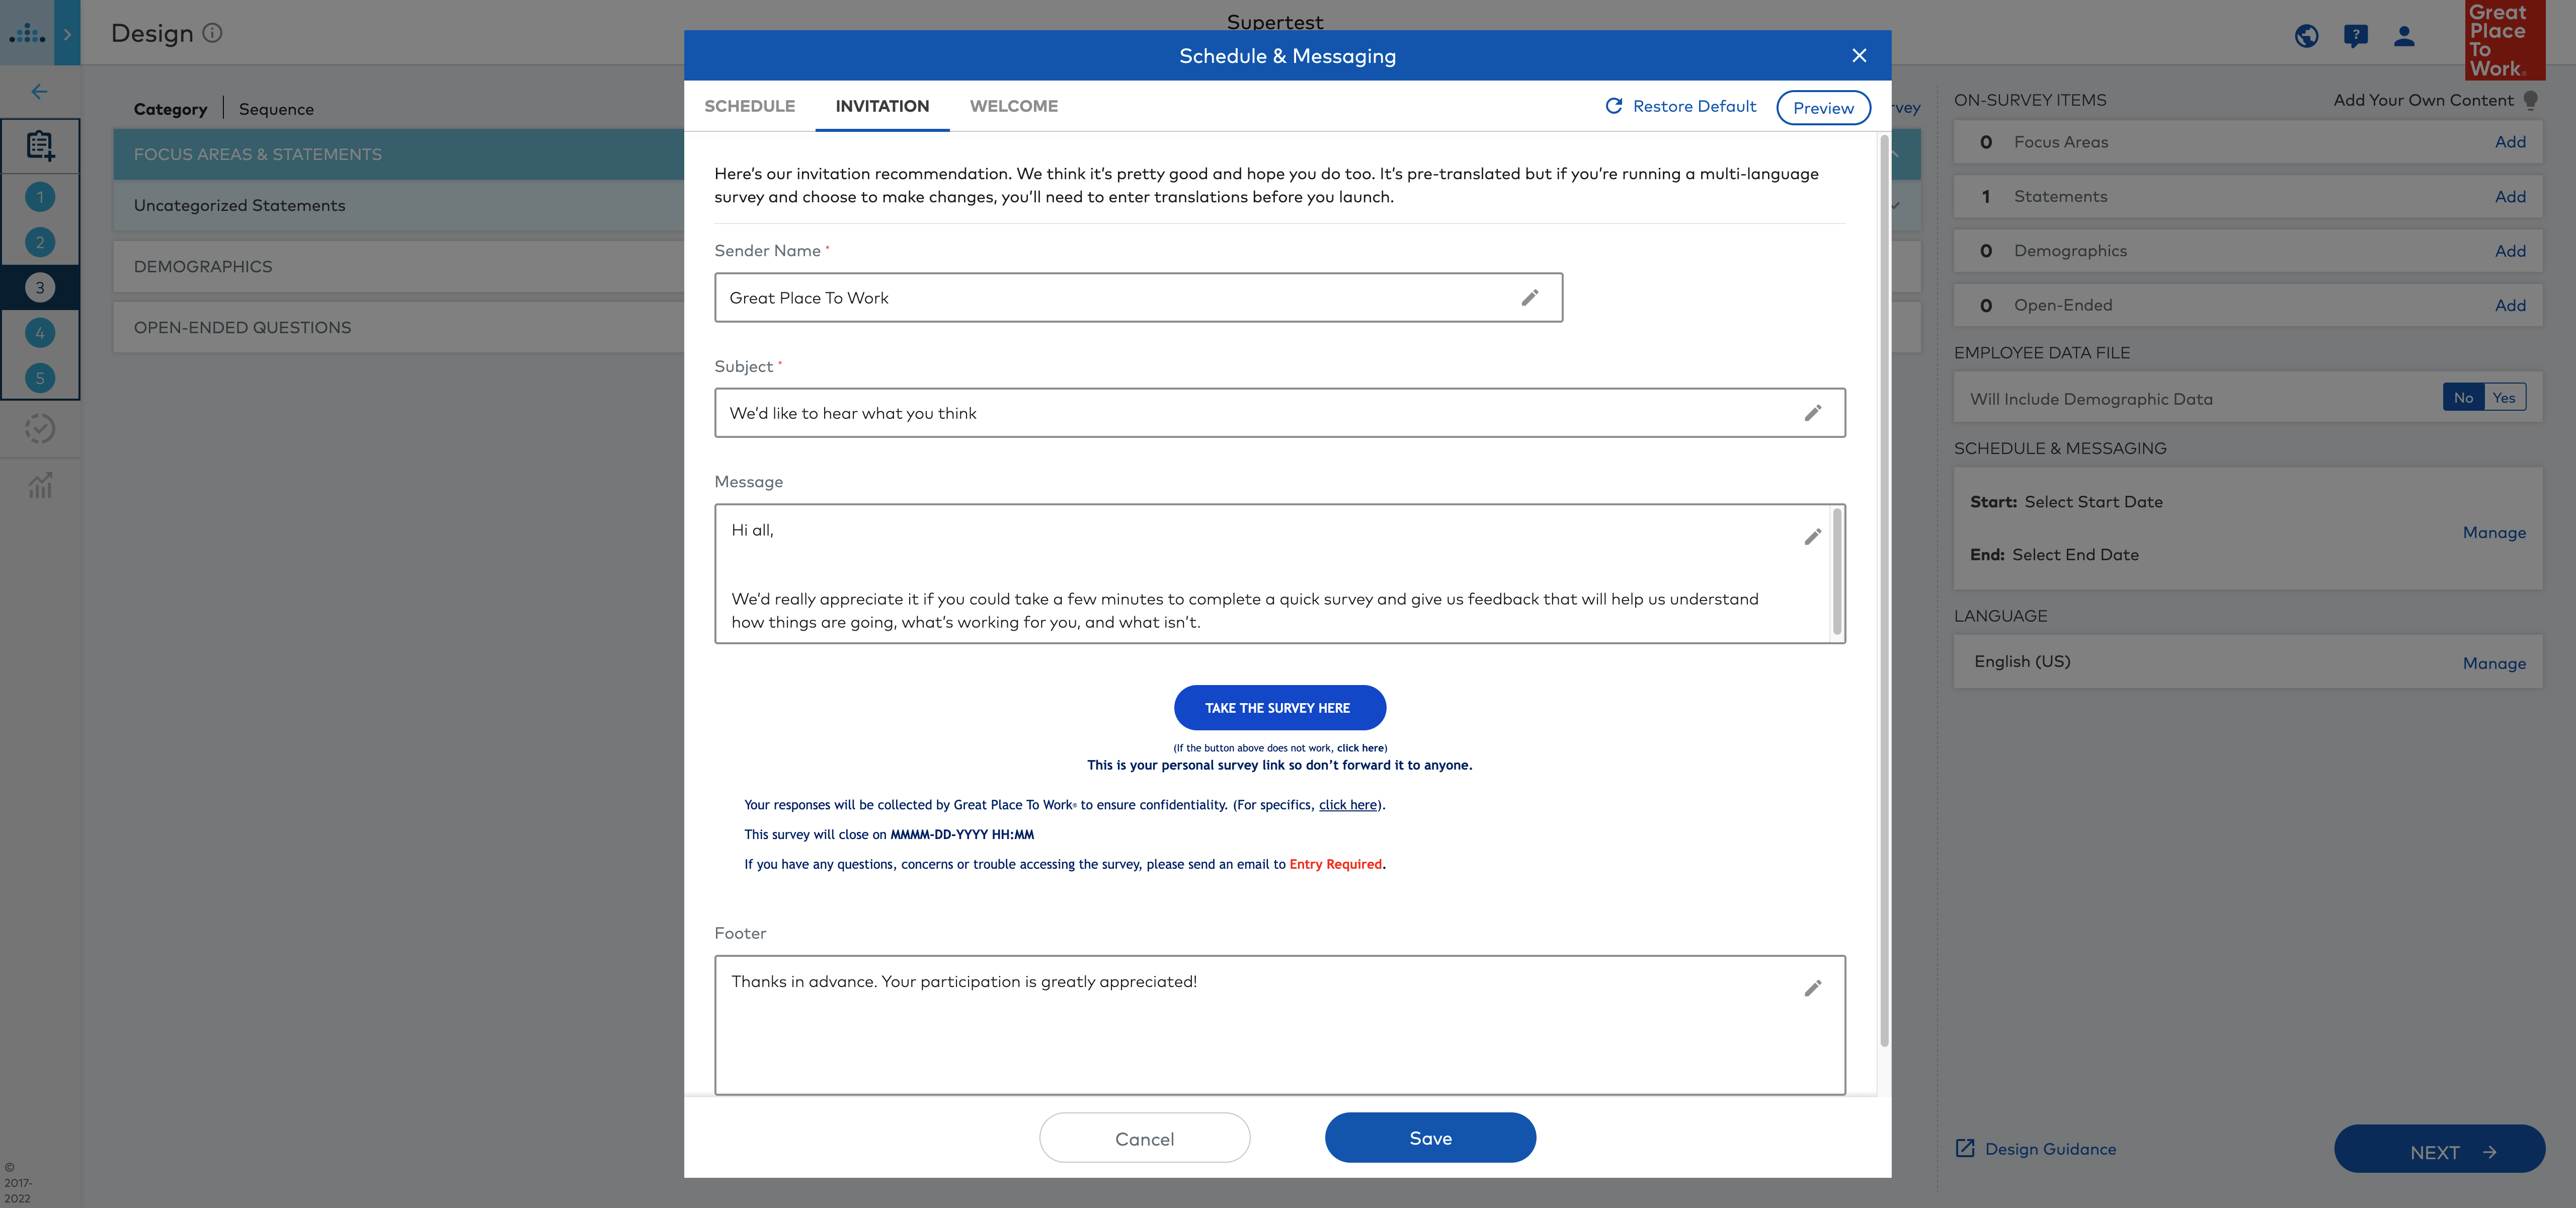 Design
Supertest
Great
Place
To
Work®
Category
Sequence
FOCUS AREAS & STATEMENTS
Uncategorized Statements
DEMOGRAPHICS
OPEN-ENDED QUESTIONS
1
2
3
4
5
©
2017-
2022
Schedule & Messaging
SCHEDULE
INVITATION
WELCOME
Restore Default
Preview
Here's our invitation recommendation. We think it's pretty good and hope you do too. It's pre-translated but if you're running a multi-language
survey and choose to make changes, you'll need to enter translations before you launch.
Sender Name *
Great Place To Work
Subject *
We'd like to hear what you think
Message
Hi all,
We'd really appreciate it if you could take a few minutes to complete a quick survey and give us feedback that will help us understand
how things are going, what's working for you, and what isn't.
TAKE THE SURVEY HERE
(If the button above does not work, click here)
This is your personal survey link so don't forward it to anyone.
Your responses will be collected by Great Place To Work® to ensure confidentiality. (For specifics, click here).
This survey will close on MMMM-DD-YYYY HH:MM
If you have any questions, concerns or trouble accessing the survey, please send an email to Entry Required.
Footer
Thanks in advance. Your participation is greatly appreciated!
Cancel
Save
ON-SURVEY ITEMS
Add Your Own Content
0 Focus Areas Add
1 Statements Add
0 Demographics Add
0 Open-Ended Add
EMPLOYEE DATA FILE
Will Include Demographic Data No Yes
SCHEDULE & MESSAGING
Start: Select Start Date
Manage
End: Select End Date
LANGUAGE
English (US) Manage
Design Guidance
NEXT